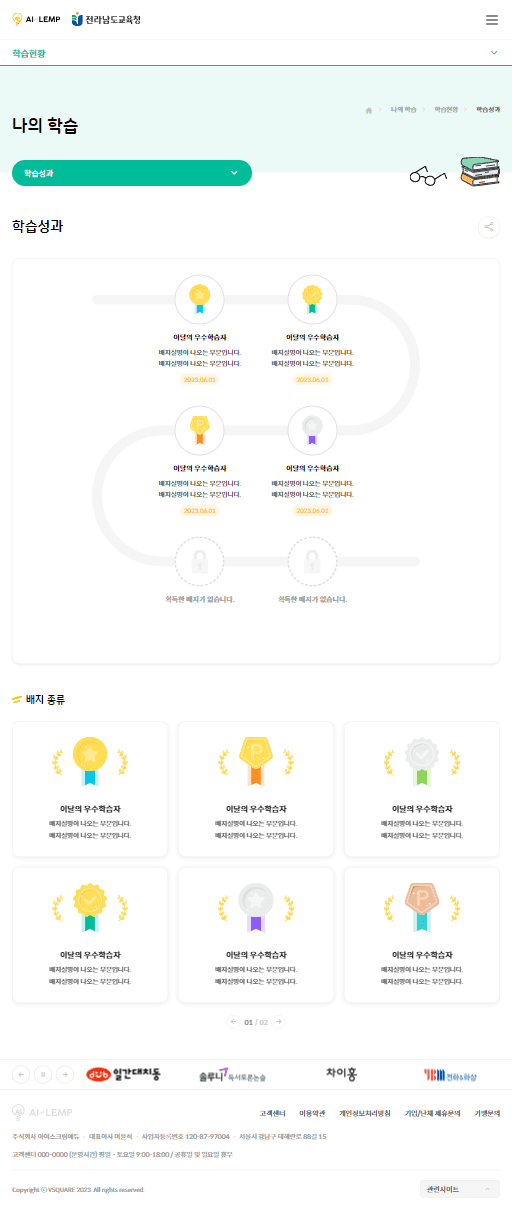 AI-LEMP 전라남도교육청
학습현황
나의 학습 학습현황 학습성과
나의 학습
학습성과
학습성과
이달의 우수학습자 이달의 우수학습자
배지설명이 나오는 부분입니다. 배지설명이 나오는 부분입니다.
배지설명이 나오는 부분입니다. 배지설명이 나오는 부분입니다.
2023.06.01 2023.06.01
이달의 우수학습자 이달의 우수학습자
배지설명이 나오는 부분입니다. 배지설명이 나오는 부분입니다.
배지설명이 나오는 부분입니다. 배지설명이 나오는 부분입니다.
2023.06.01 2023.06.01
획득한 배지가 없습니다. 획득한 배지가 없습니다.
배지 종류
이달의 우수학습자 이달의 우수학습자 이달의 우수학습자
배지설명이 나오는 부분입니다. 배지설명이 나오는 부분입니다. 배지설명이 나오는 부분입니다.
배지설명이 나오는 부분입니다. 배지설명이 나오는 부분입니다. 배지설명이 나오는 부분입니다.
이달의 우수학습자 이달의 우수학습자 이달의 우수학습자
배지설명이 나오는 부분입니다. 배지설명이 나오는 부분입니다. 배지설명이 나오는 부분입니다.
배지설명이 나오는 부분입니다. 배지설명이 나오는 부분입니다. 배지설명이 나오는 부분입니다.
01 / 02
dub 일간대치동 솔루니 독서토론논술 차이홍 YBM 전화&화상
AI-LEMP 고객센터 이용약관 개인정보처리방침 기업/단체 제휴문의 가맹문의
주식회사 아이스크림에듀 · 대표이사 이윤석 · 사업자등록번호 120-87-97004 · 서울시 강남구 테헤란로 88길 15
고객센터 000-0000 (운영시간) 평일 - 토요일 9:00-18:00 / 공휴일 및 일요일 휴무
Copyright ⓒ VSQUARE 2023. All rights reserved. 관련사이트